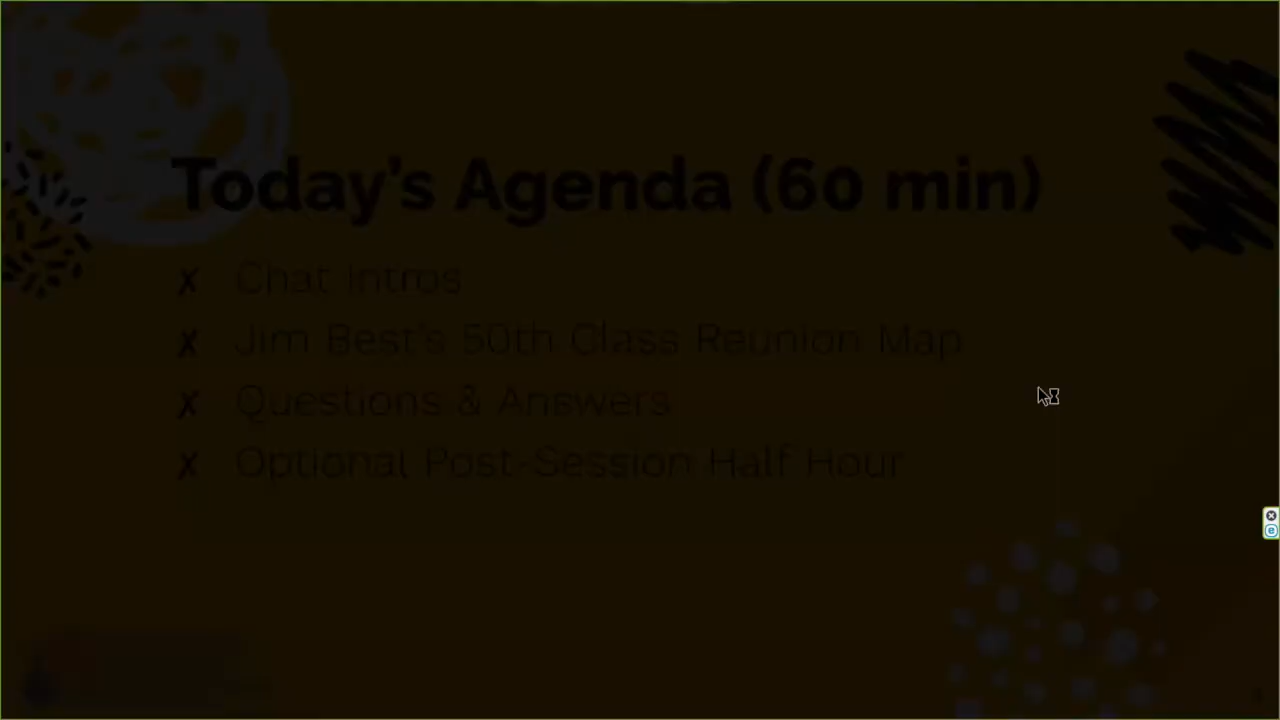 Today's Agenda (60 min)
x Chat Intros
x Jim Best's 50th Class Reunion Map
x Questions & Answers
x Optional Post-Session Half Hour